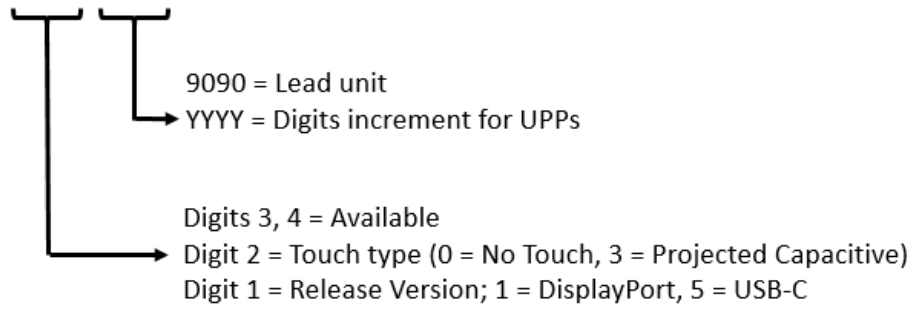 9090 = Lead unit
YYYY = Digits increment for UPPs
Digits 3, 4 = Available
Digit 2 = Touch type (0 = No Touch, 3 = Projected Capacitive)
Digit 1 = Release Version; 1 = DisplayPort, 5 = USB-C